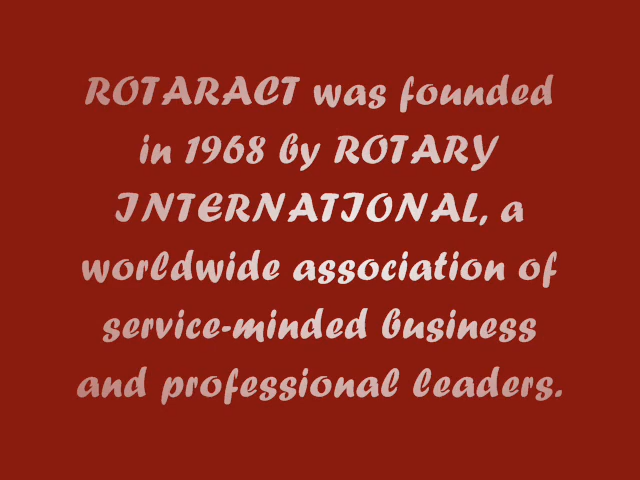 ROTARACT was founded
in 1968 by ROTARY
INTERNATIONAL, a
worldwide association of
service-minded business
and professional leaders.